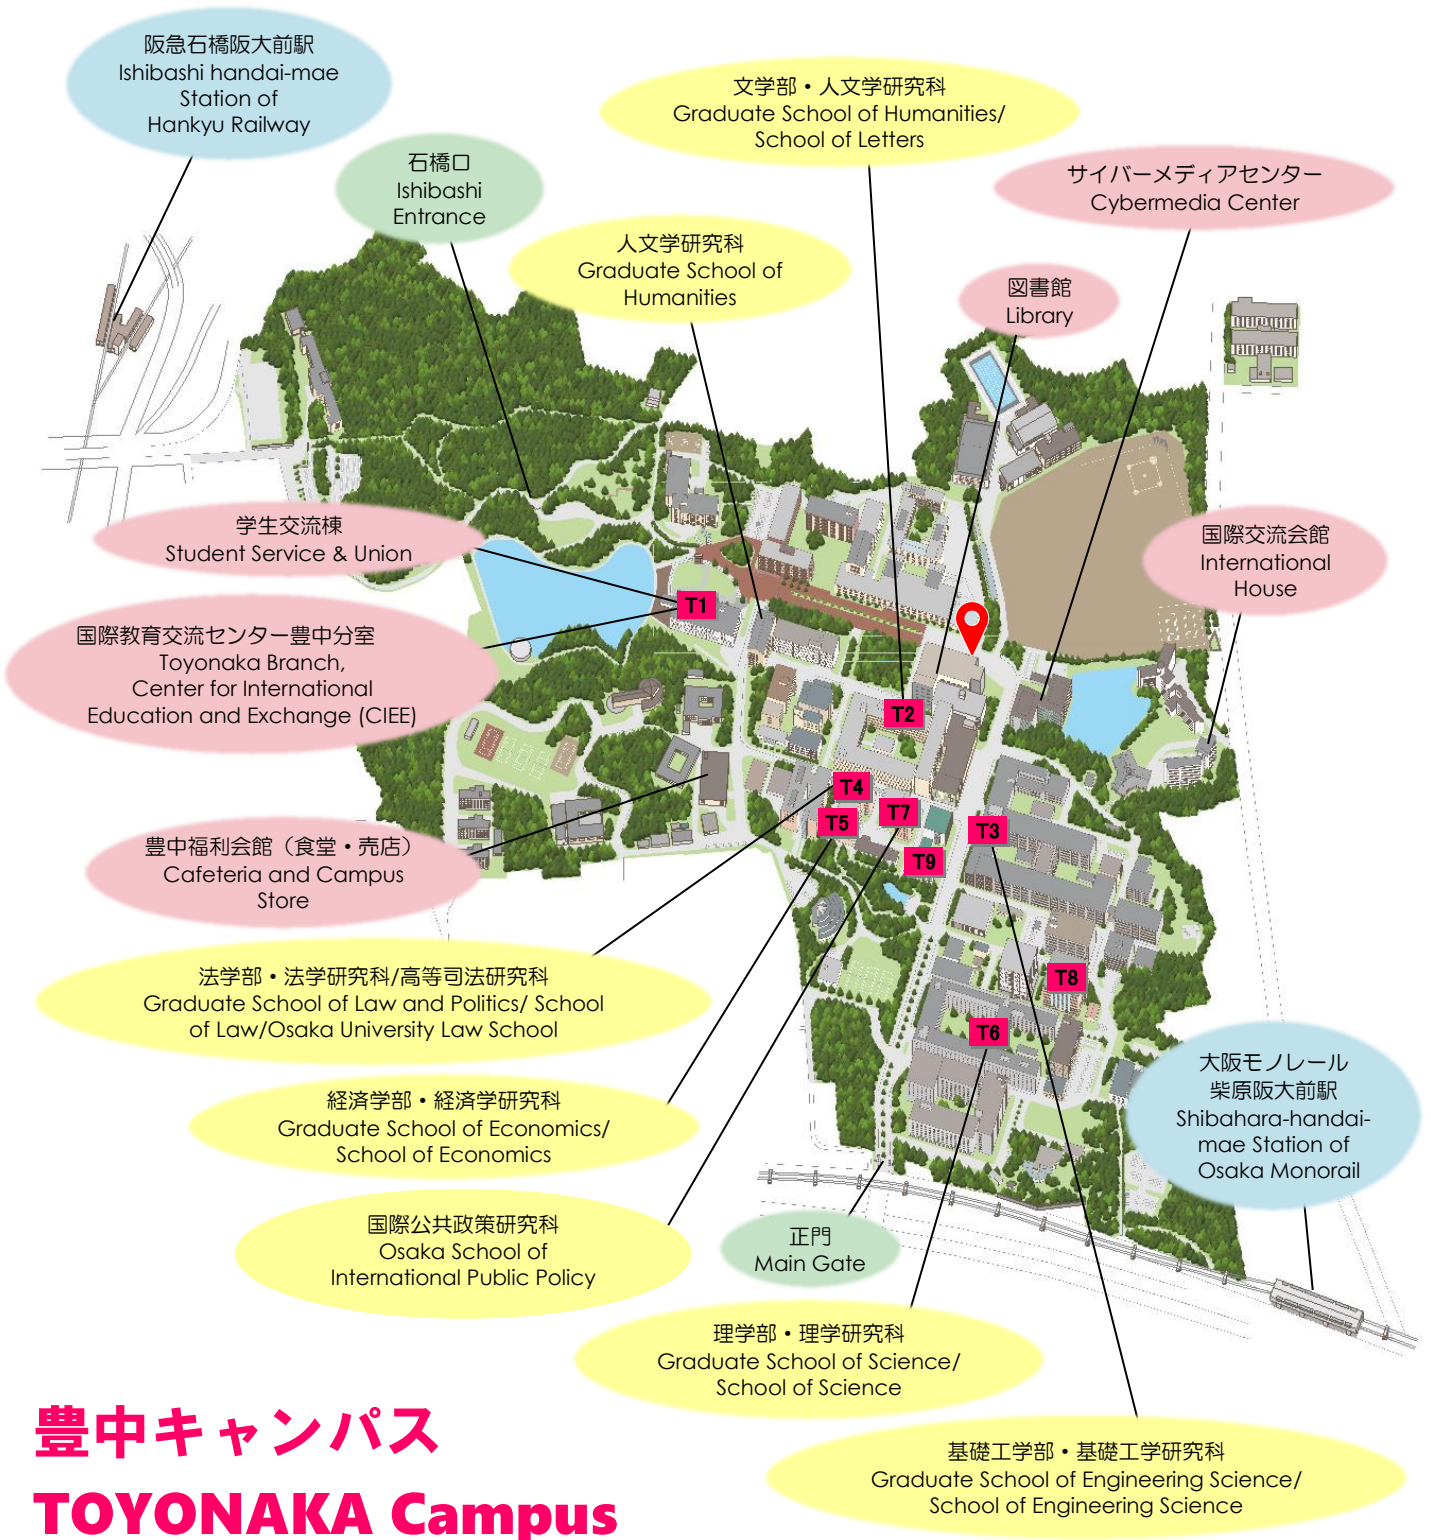 阪急石橋阪大前駅
Ishibashi handai-mae
Station of
Hankyu Railway
文学部・人文学研究科
Graduate School of Humanities/
School of Letters
石橋口
Ishibashi
Entrance
サイバーメディアセンター
Cybermedia Center
人文学研究科
Graduate School of
Humanities
図書館
Library
学生交流棟
Student Service & Union
国際交流会館
International
House
T1
国際教育交流センター豊中分室
Toyonaka Branch,
Center for International
Education and Exchange (CIEE)
T2
T4
T5
T7
T3
T9
豊中福利会館（食堂・売店）
Cafeteria and Campus
Store
法学部・法学研究科/高等司法研究科
Graduate School of Law and Politics/ School
of Law/Osaka University Law School
T8
T6
経済学部・経済学研究科
Graduate School of Economics/
School of Economics
大阪モノレール
柴原阪大前駅
Shibahara-handai-
mae Station of
Osaka Monorail
国際公共政策研究科
Osaka School of
International Public Policy
正門
Main Gate
理学部・理学研究科
Graduate School of Science/
School of Science
基礎工学部・基礎工学研究科
Graduate School of Engineering Science/
School of Engineering Science
豊中キャンパス
TOYONAKA Campus